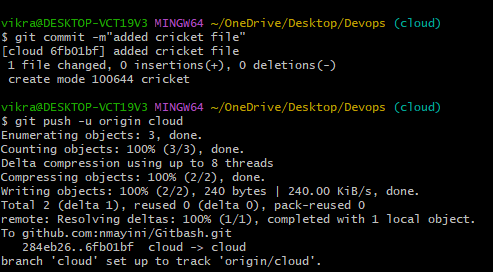 vikra@DESKTOP-VCT19V3 MINGW64 ~/OneDrive/Desktop/Devops (cloud)
$ git commit -m"added cricket file"
[cloud 6fb01bf] added cricket file
 1 file changed, 0 insertions(+), 0 deletions(-)
 create mode 100644 cricket

vikra@DESKTOP-VCT19V3 MINGW64 ~/OneDrive/Desktop/Devops (cloud)
$ git push -u origin cloud
Enumerating objects: 3, done.
Counting objects: 100% (3/3), done.
Delta compression using up to 8 threads
Compressing objects: 100% (2/2), done.
Writing objects: 100% (2/2), 240 bytes | 240.00 KiB/s, done.
Total 2 (delta 1), reused 0 (delta 0), pack-reused 0
remote: Resolving deltas: 100% (1/1), completed with 1 local object.
To github.com:nmayini/Gitbash.git
   284eb26..6fb01bf  cloud -> cloud
branch 'cloud' set up to track 'origin/cloud'.